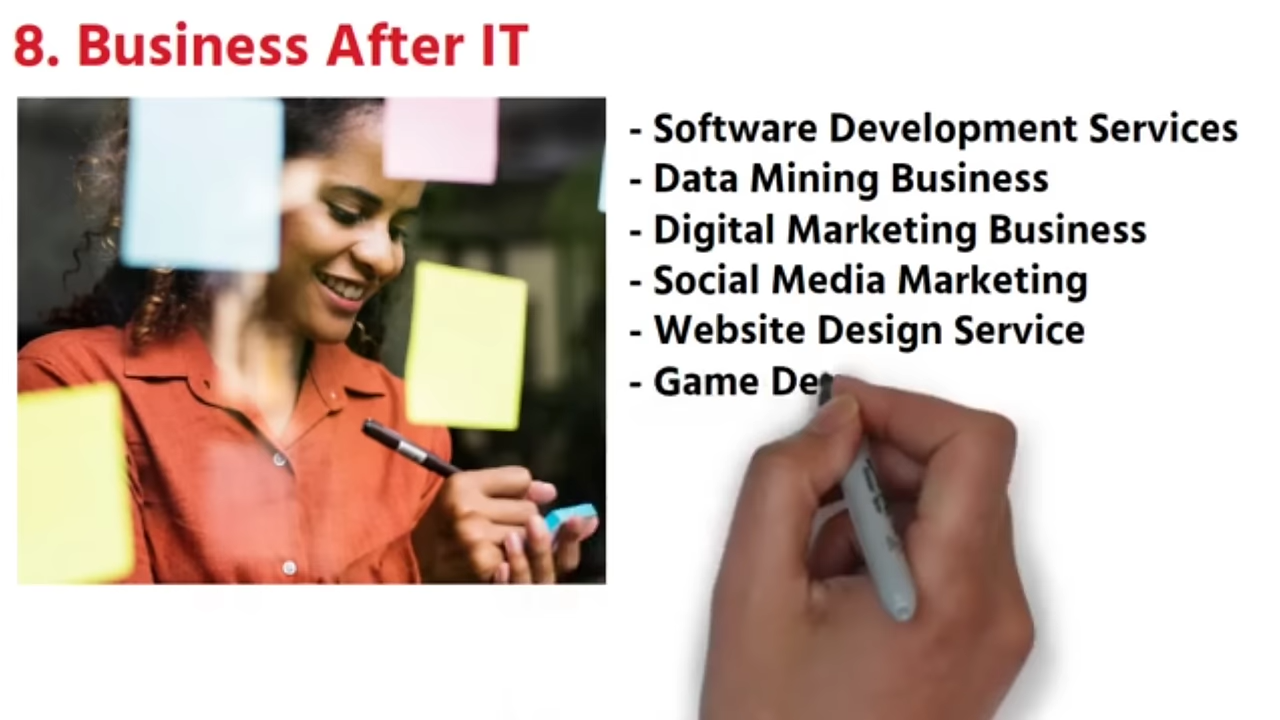 8. Business After IT
- Software Development Services
- Data Mining Business
- Digital Marketing Business
- Social Media Marketing
- Website Design Service
- Game De